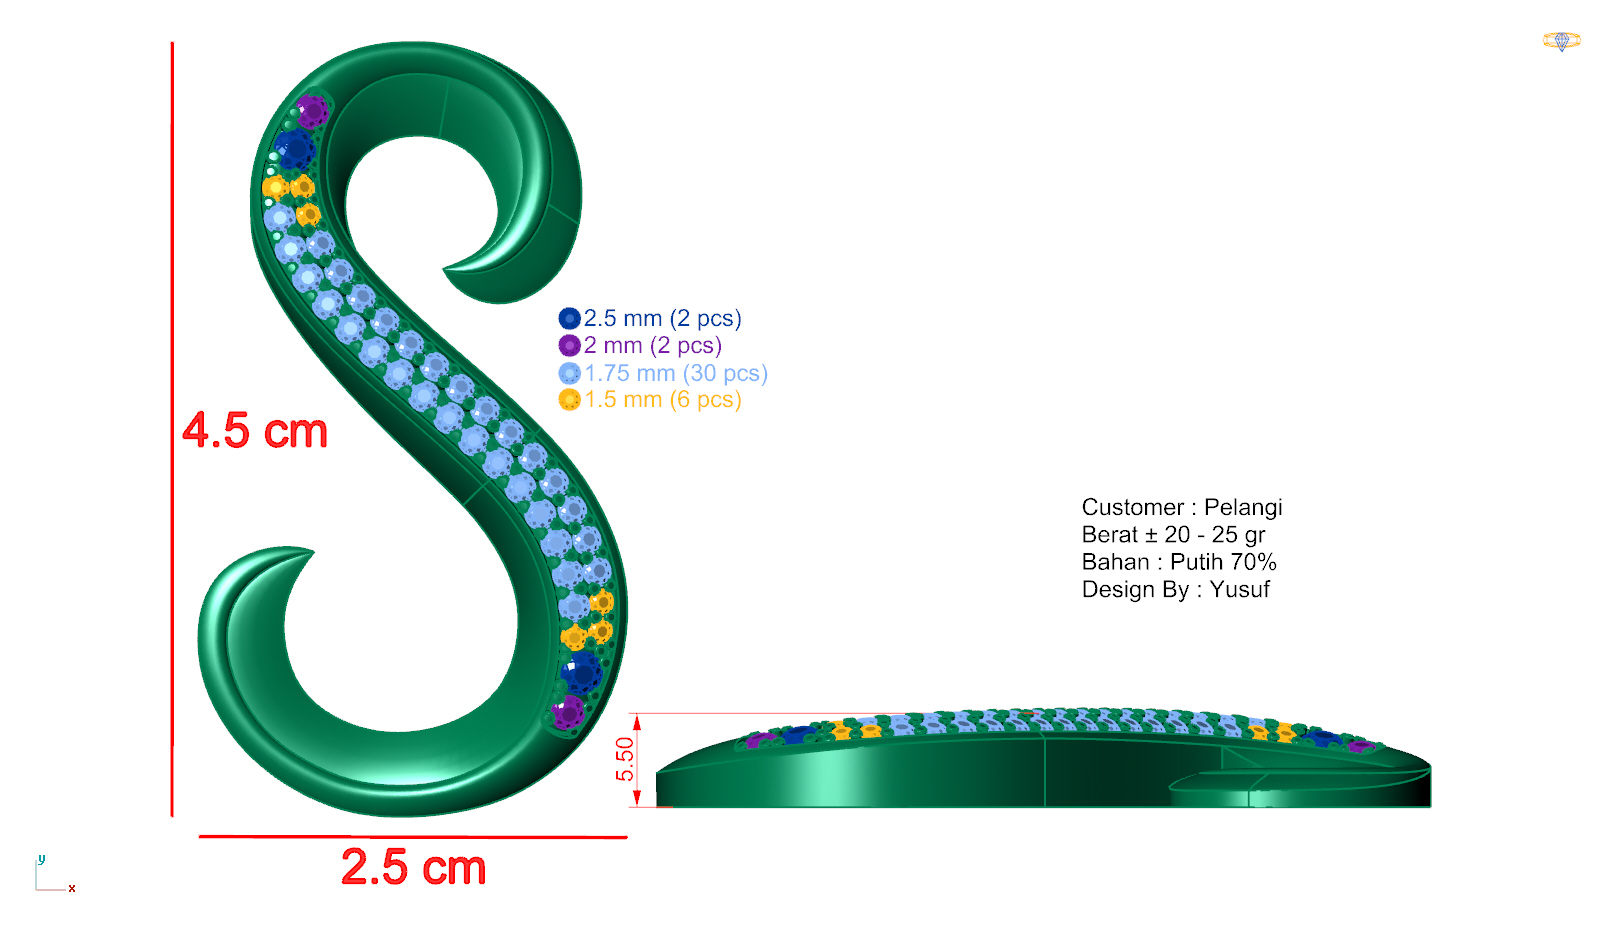 2.5 mm (2 pcs)
2 mm (2 pcs)
1.75 mm (30 pcs)
1.5 mm (6 pcs)
4.5 cm
Customer : Pelangi
Berat ± 20 - 25 gr
Bahan : Putih 70%
Design By : Yusuf
5.50
2.5 cm
y
x